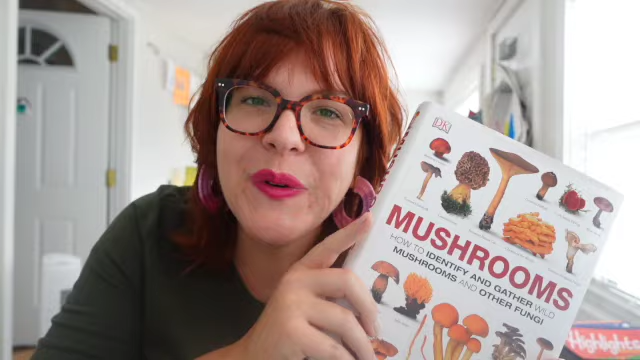 DK
MUSHROOMS
HOW TO IDENTIFY AND GATHER WILD
MUSHROOMS AND OTHER FUNGI
Highlights